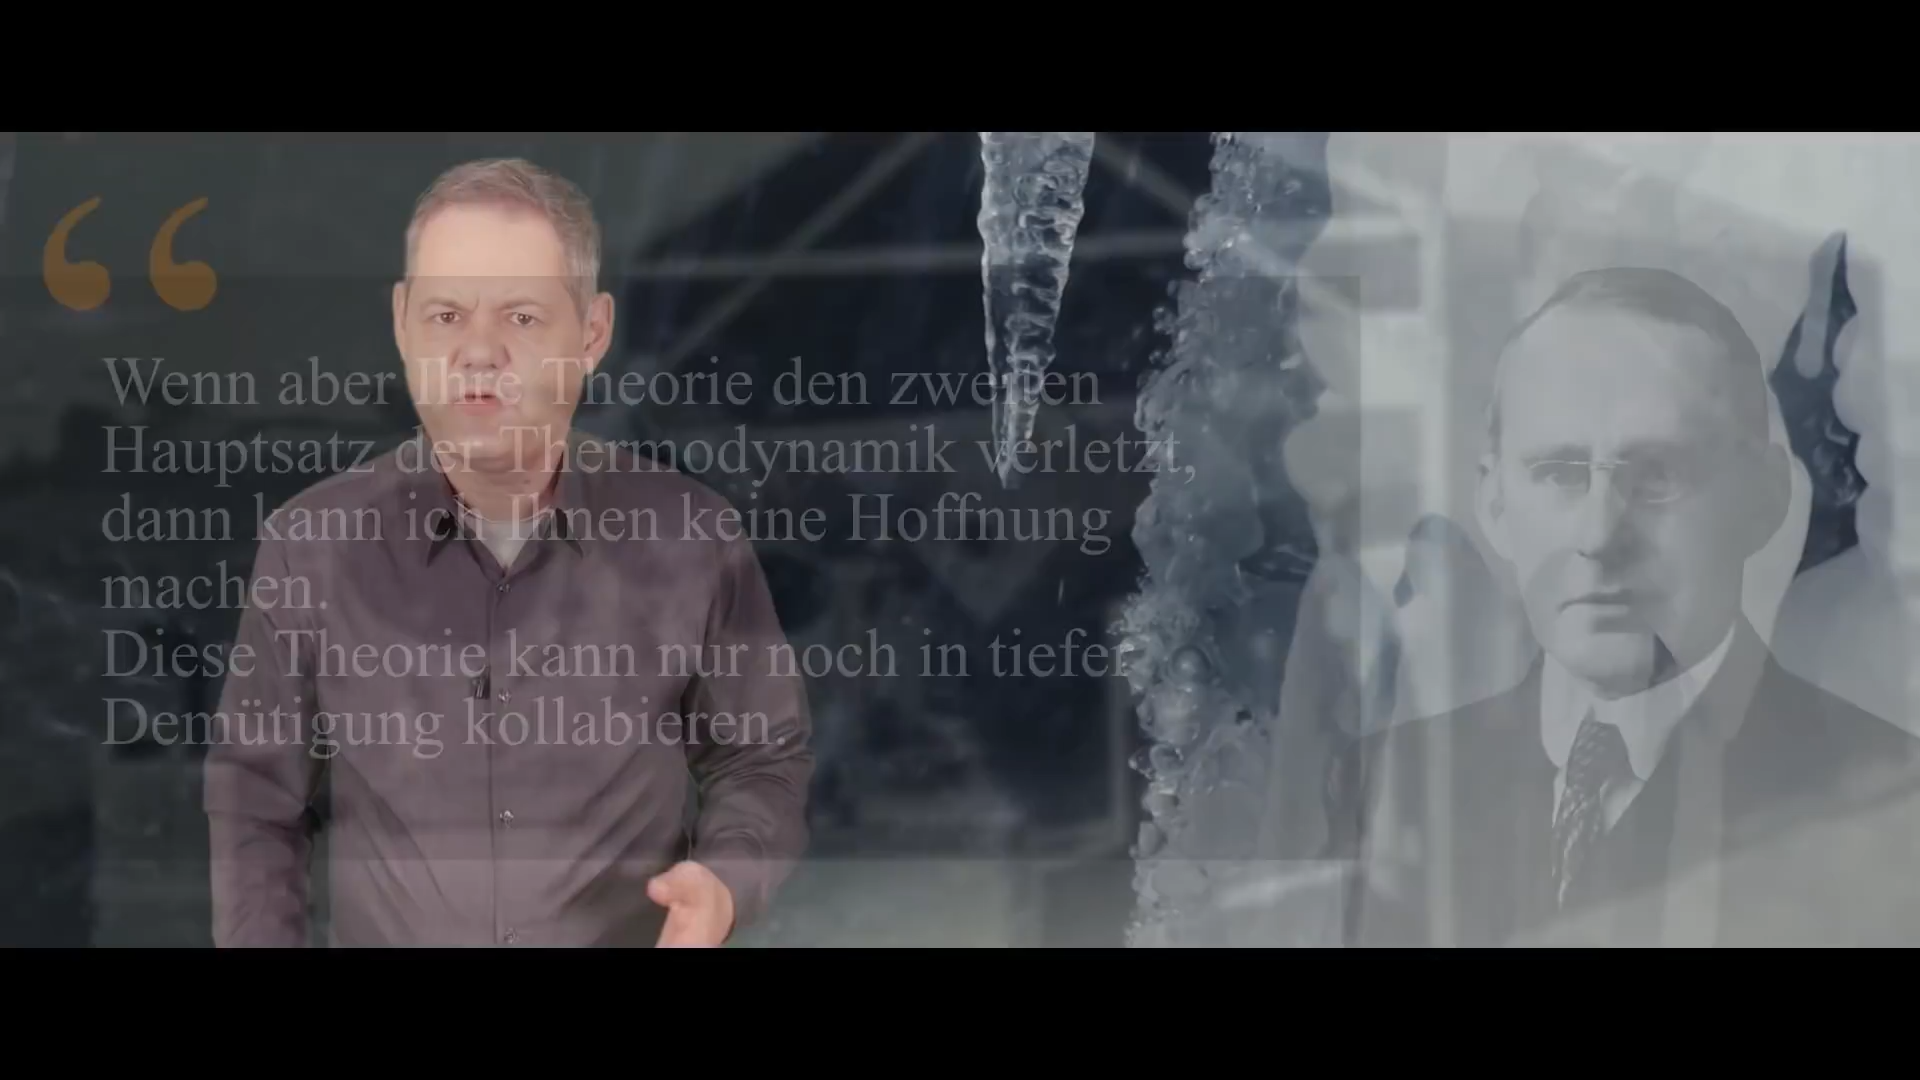 “
Wenn aber Ihre Theorie den zweiten
Hauptsatz der Thermodynamik verletzt,
dann kann ich Ihnen keine Hoffnung
machen.
Diese Theorie kann nur noch in tiefer
Demütigung kollabieren.